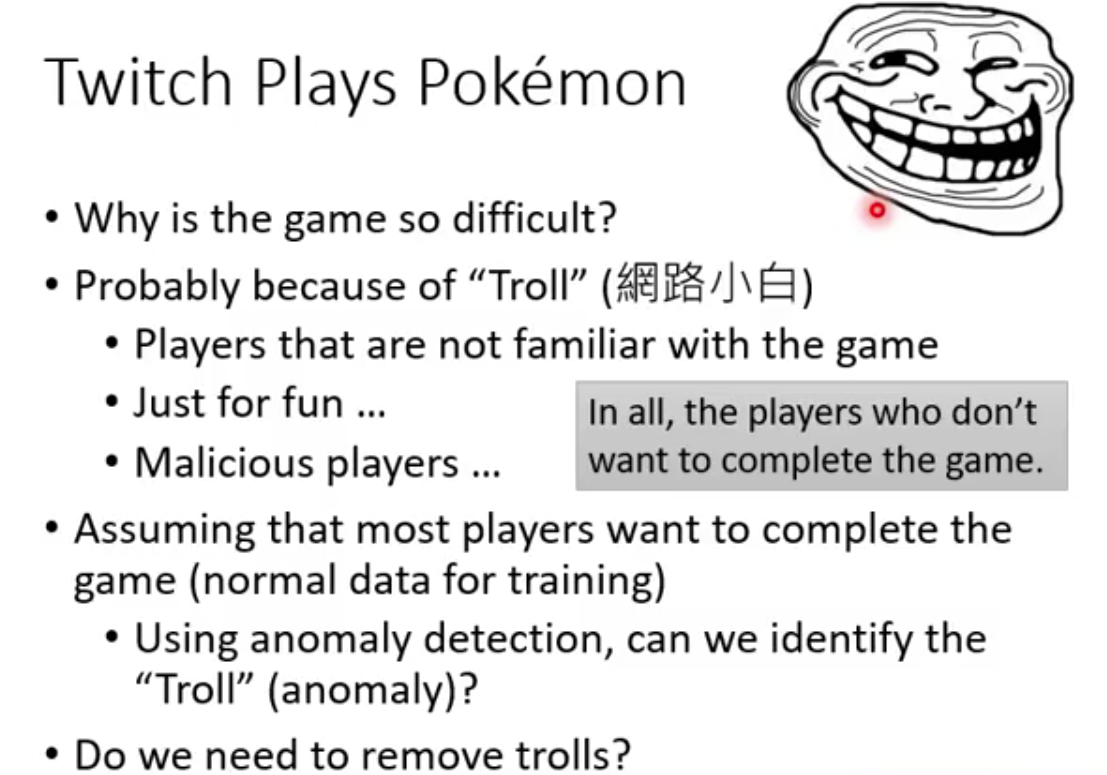 Twitch Plays Pokémon
• Why is the game so difficult?
• Probably because of “Troll” (網路小白)
• Players that are not familiar with the game
• Just for fun ...
• Malicious players ...
In all, the players who don’t
want to complete the game.
• Assuming that most players want to complete the
game (normal data for training)
• Using anomaly detection, can we identify the
“Troll” (anomaly)?
• Do we need to remove trolls?